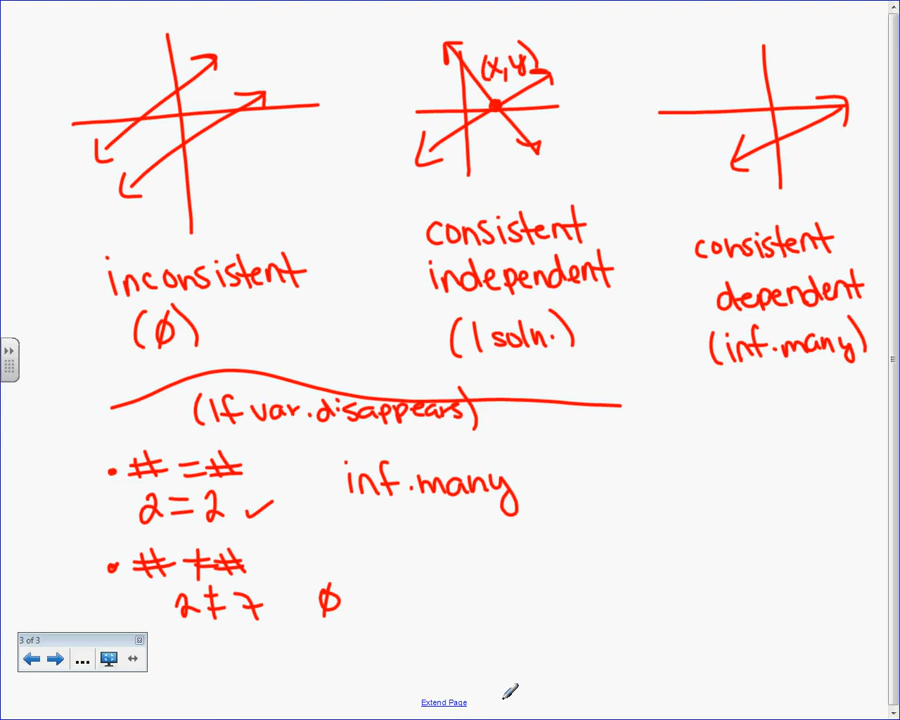 (x,y)
inconsistent
(∅)
consistent
independent
(1 soln.)
consistent
dependent
(inf.many)
(If var.disappears)
• # = #
2 = 2 ✓
inf.many
• # ≠ #
2 ≠ 7 ∅
3 of 3
...
Extend Page